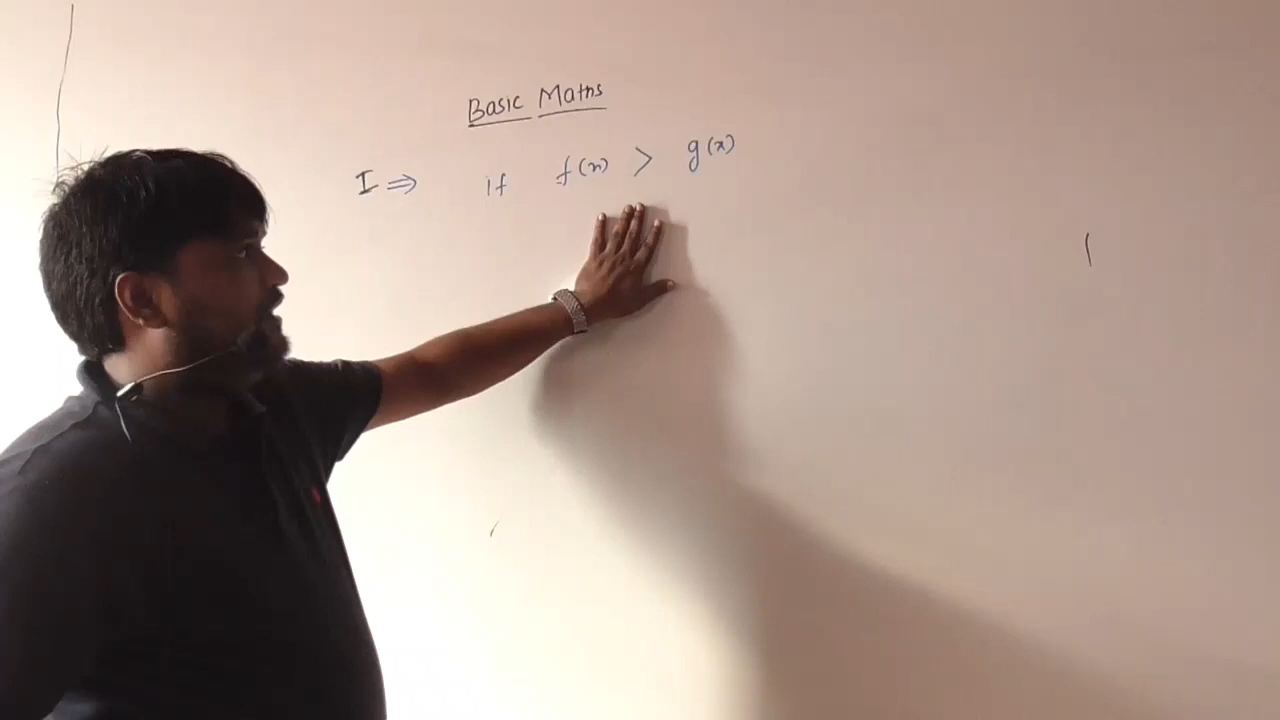 Basic Maths
I ⇒ if f(x) > g(x)